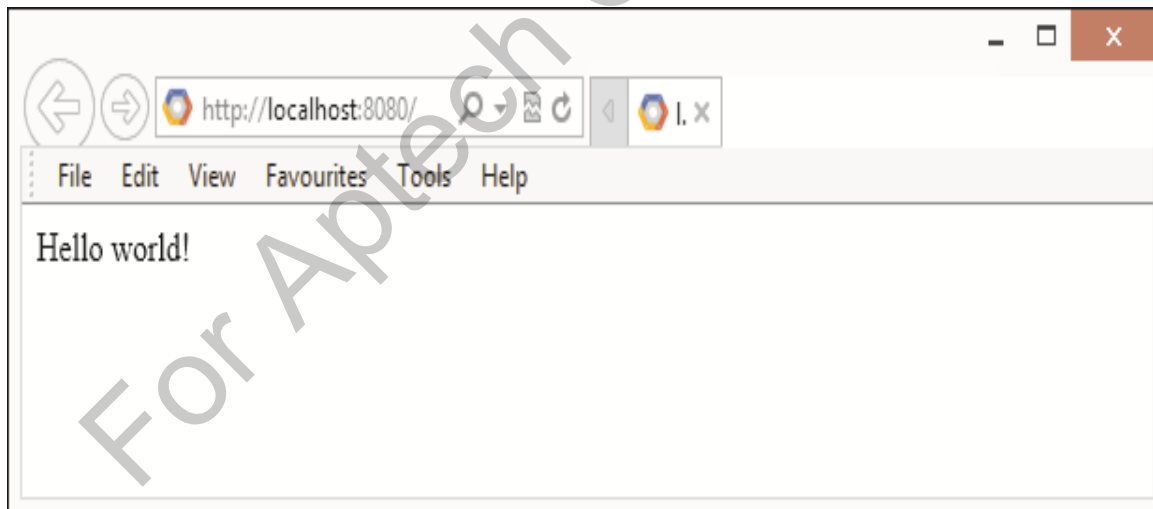 http://localhost:8080/
l.
File Edit View Favourites Tools Help
Hello world!
For Aptech